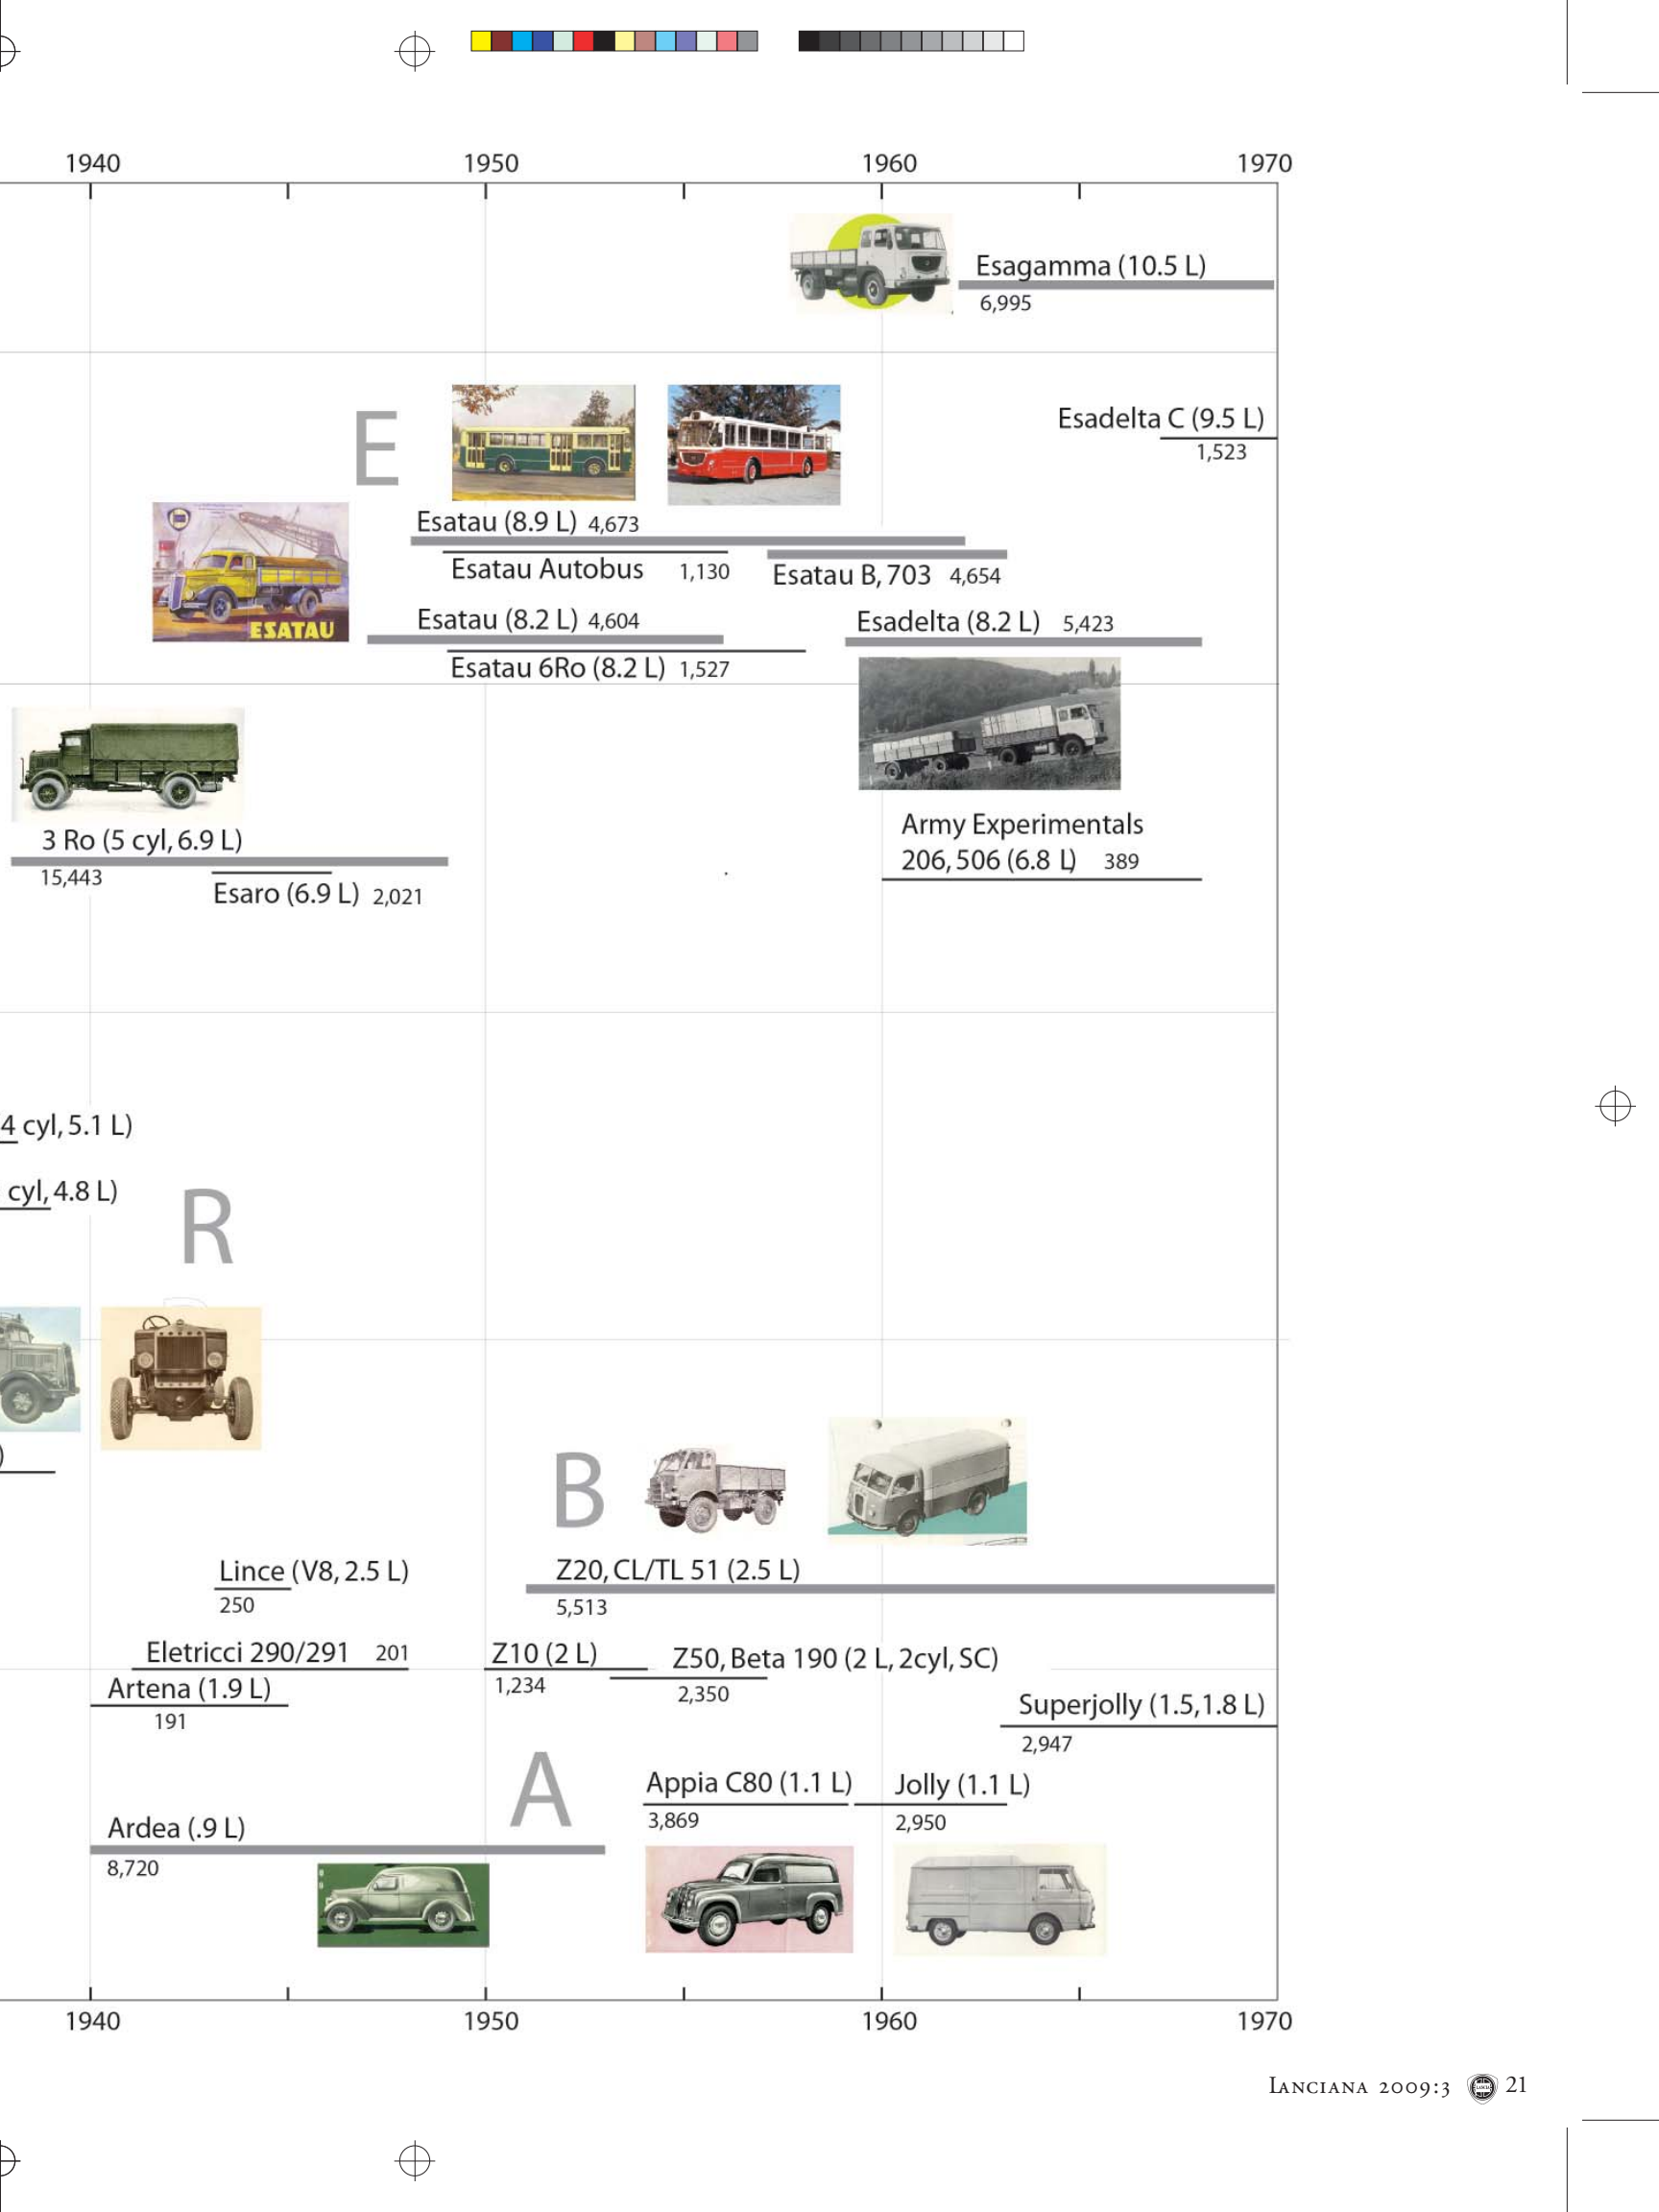 1940 1950 1960 1970
Esagamma (10.5 L)
6,995
E
Esadelta C (9.5 L)
1,523
Esatau (8.9 L) 4,673
Esatau Autobus 1,130
Esatau B, 703 4,654
ESATAU
Esatau (8.2 L) 4,604
Esadelta (8.2 L) 5,423
Esatau 6Ro (8.2 L) 1,527
3 Ro (5 cyl, 6.9 L)
15,443
Esaro (6.9 L) 2,021
Army Experimentals
206, 506 (6.8 L) 389
4 cyl, 5.1 L)
cyl, 4.8 L)
R
)
B
Lince (V8, 2.5 L)
250
Z20, CL/TL 51 (2.5 L)
5,513
Eletricci 290/291 201
Z10 (2 L)
1,234
Z50, Beta 190 (2 L, 2cyl, SC)
2,350
Artena (1.9 L)
191
Superjolly (1.5,1.8 L)
2,947
A
Appia C80 (1.1 L)
3,869
Jolly (1.1 L)
2,950
Ardea (.9 L)
8,720
1940 1950 1960 1970
Lanciana 2009:3 21